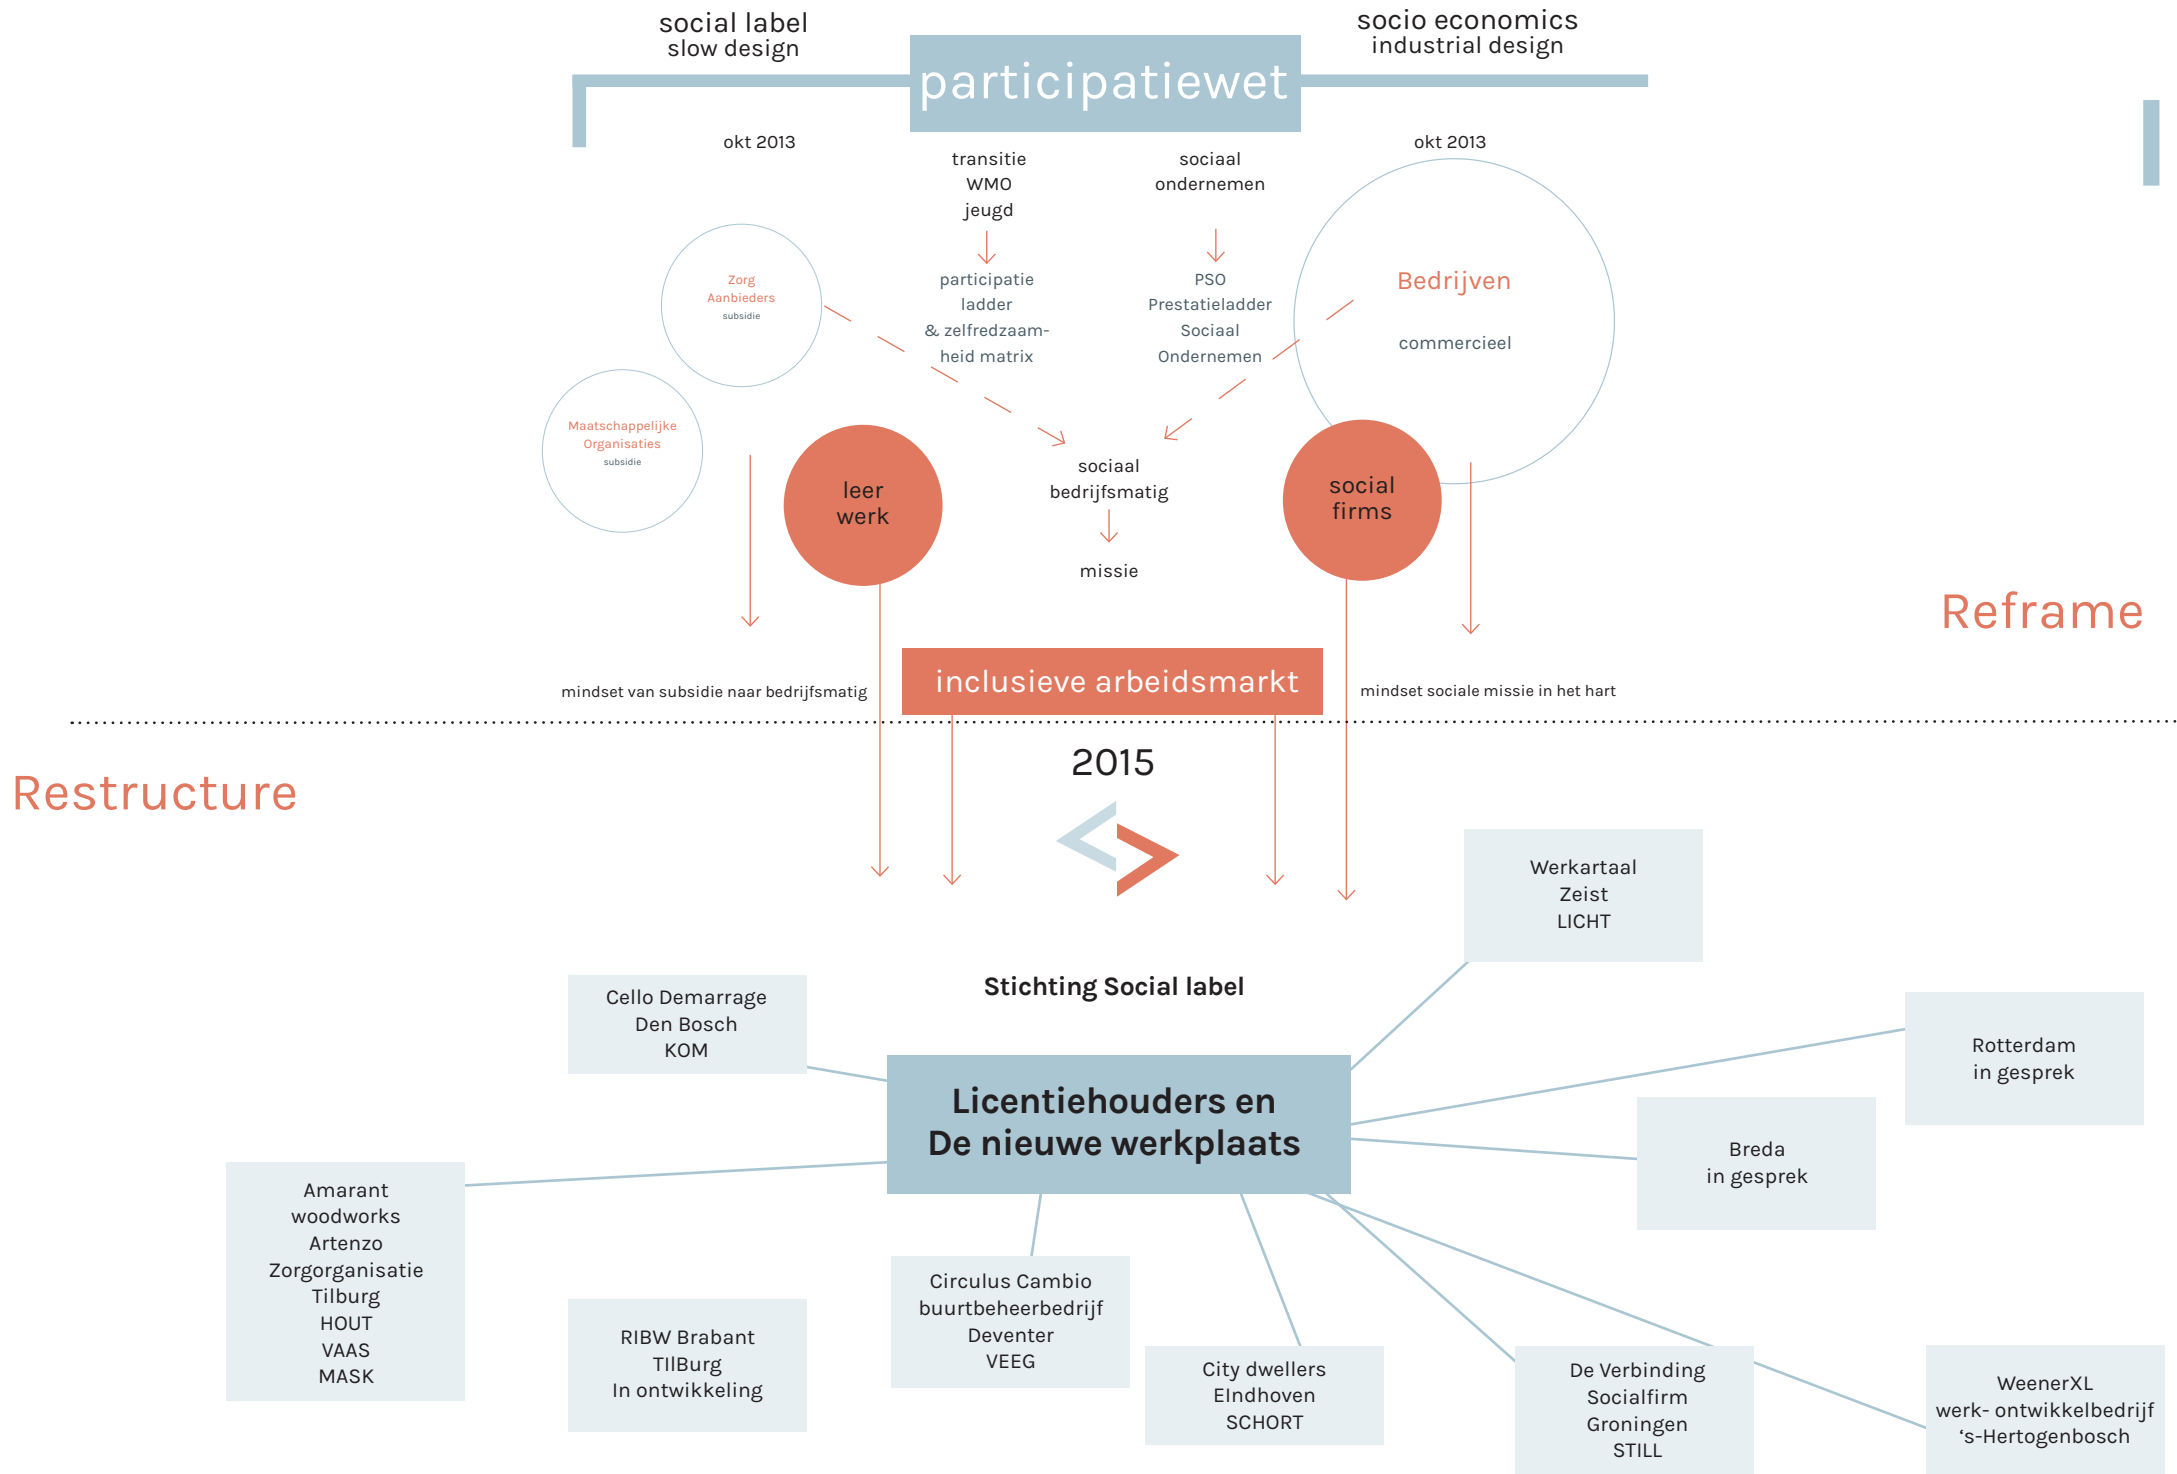 social label
slow design
socio economics
industrial design
participatiewet
okt 2013
okt 2013
transitie
WMO
jeugd
sociaal
ondernemen
Zorg
Aanbieders
subsidie
participatie
ladder
& zelfredzaam-
heid matrix
PSO
Prestatieladder
Sociaal
Ondernemen
Bedrijven
commercieel
Maatschappelijke
Organisaties
subsidie
leer
werk
sociaal
bedrijfsmatig
missie
social
firms
Reframe
mindset van subsidie naar bedrijfsmatig
inclusieve arbeidsmarkt
mindset sociale missie in het hart
2015
Restructure
Werkartaal
Zeist
LICHT
Stichting Social label
Cello Demarrage
Den Bosch
KOM
Rotterdam
in gesprek
Licentiehouders en
De nieuwe werkplaats
Breda
in gesprek
Amarant
woodworks
Artenzo
Zorgorganisatie
Tilburg
HOUT
VAAS
MASK
RIBW Brabant
TIlBurg
In ontwikkeling
Circulus Cambio
buurtbeheerbedrijf
Deventer
VEEG
City dwellers
EIndhoven
SCHORT
De Verbinding
Socialfirm
Groningen
STILL
WeenerXL
werk- ontwikkelbedrijf
‘s-Hertogenbosch